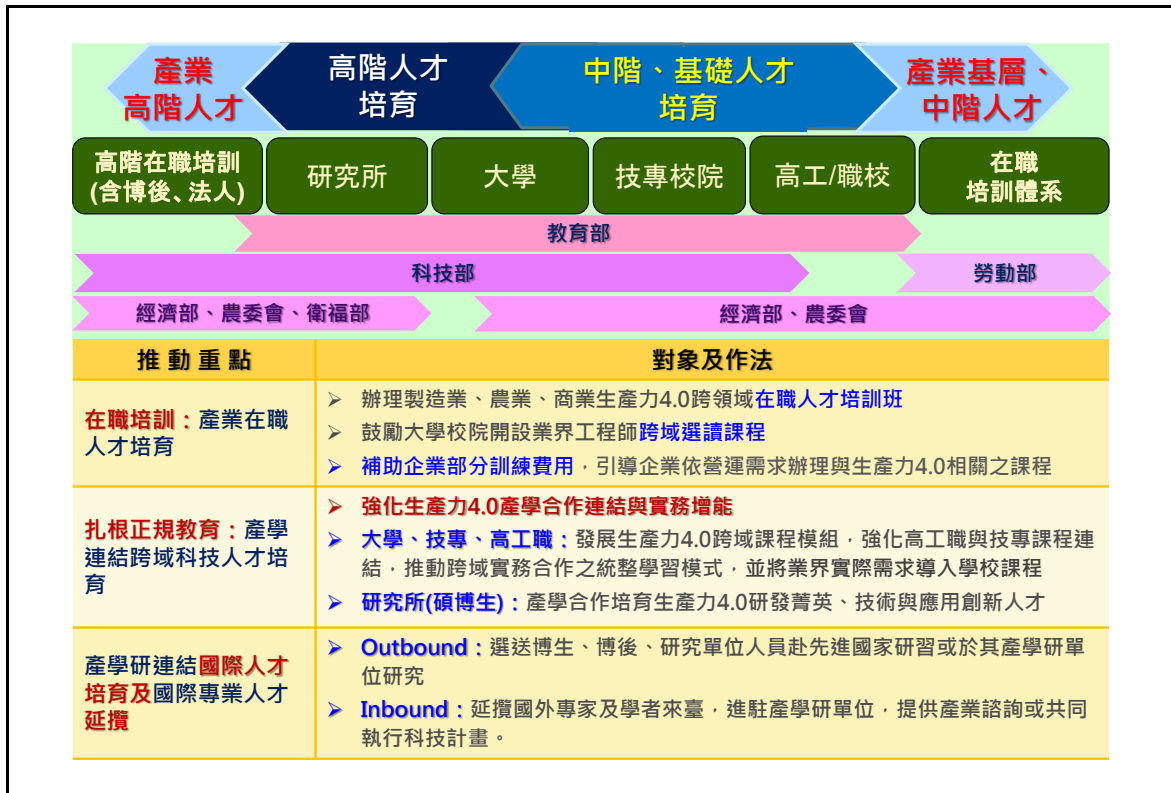 產業
高階人才
高階人才
培育
中階、基礎人才
培育
產業基層、
中階人才
高階在職培訓
(含博後、法人)
研究所
大學
技專校院
高工/職校
在職
培訓體系
教育部
科技部
勞動部
經濟部、農委會、衛福部
經濟部、農委會
推動重點
對象及作法
在職培訓：產業在職
人才培育
➢ 辦理製造業、農業、商業生產力4.0跨領域在職人才培訓班
➢ 鼓勵大學校院開設業界工程師跨域選讀課程
➢ 補助企業部分訓練費用，引導企業依營運需求辦理與生產力4.0相關之課程
扎根正規教育：產學
連結跨域科技人才培
育
➢ 強化生產力4.0產學合作連結與實務增能
➢ 大學、技專、高工職：發展生產力4.0跨域課程模組，強化高工職與技專課程連
結，推動跨域實務合作之統整學習模式，並將業界實際需求導入學校課程
➢ 研究所(碩博生)：產學合作培育生產力4.0研發菁英、技術與應用創新人才
產學研連結國際人才
培育及國際專業人才
延攬
➢ Outbound：選送博生、博後、研究單位人員赴先進國家研習或於其產學研單
位研究
➢ Inbound：延攬國外專家及學者來臺，進駐產學研單位，提供產業諮詢或共同
執行科技計畫。